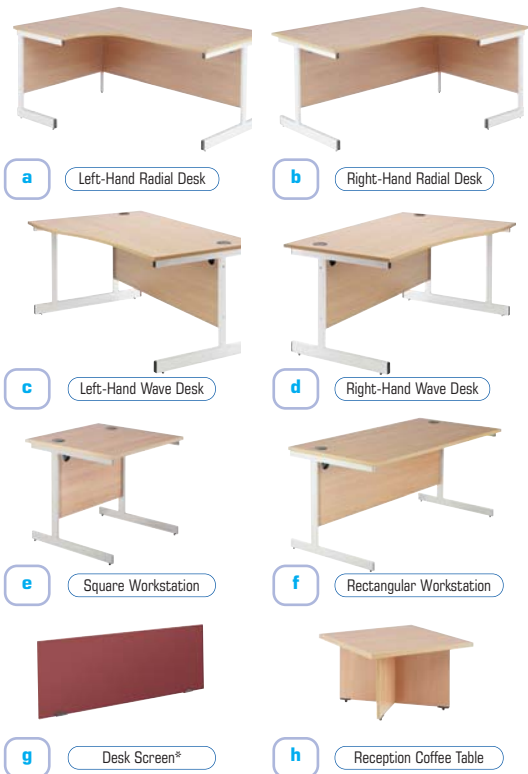 a Left-Hand Radial Desk
b Right-Hand Radial Desk
c Left-Hand Wave Desk
d Right-Hand Wave Desk
e Square Workstation
f Rectangular Workstation
g Desk Screen*
h Reception Coffee Table